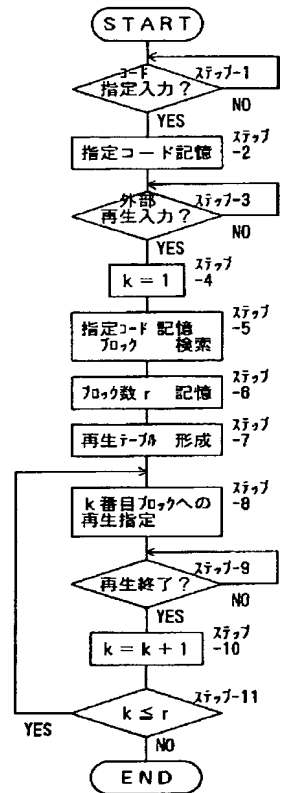 START
コード
指定入力?
ステップ-1
NO
YES
指定コード記憶
ステップ
-2
外部
再生入力?
ステップ-3
NO
YES
k=1
ステップ
-4
指定コード 記憶
ブロック 検索
ステップ
-5
ブロック数r 記憶
ステップ
-6
再生テーブル 形成
ステップ
-7
k番目ブロックへの
再生指定
ステップ
-8
再生終了?
ステップ-9
NO
YES
k=k+1
ステップ
-10
k≦r
ステップ-11
YES
NO
END